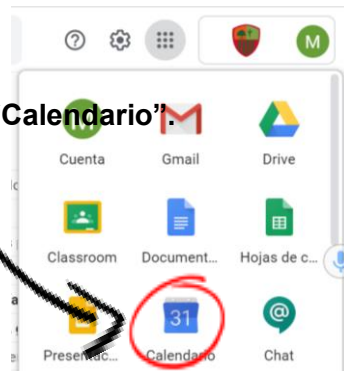 M
Calendario”.
M
Cuenta Gmail Drive
Classroom Document... Hojas de c...
31
Presentac... Calendario Chat